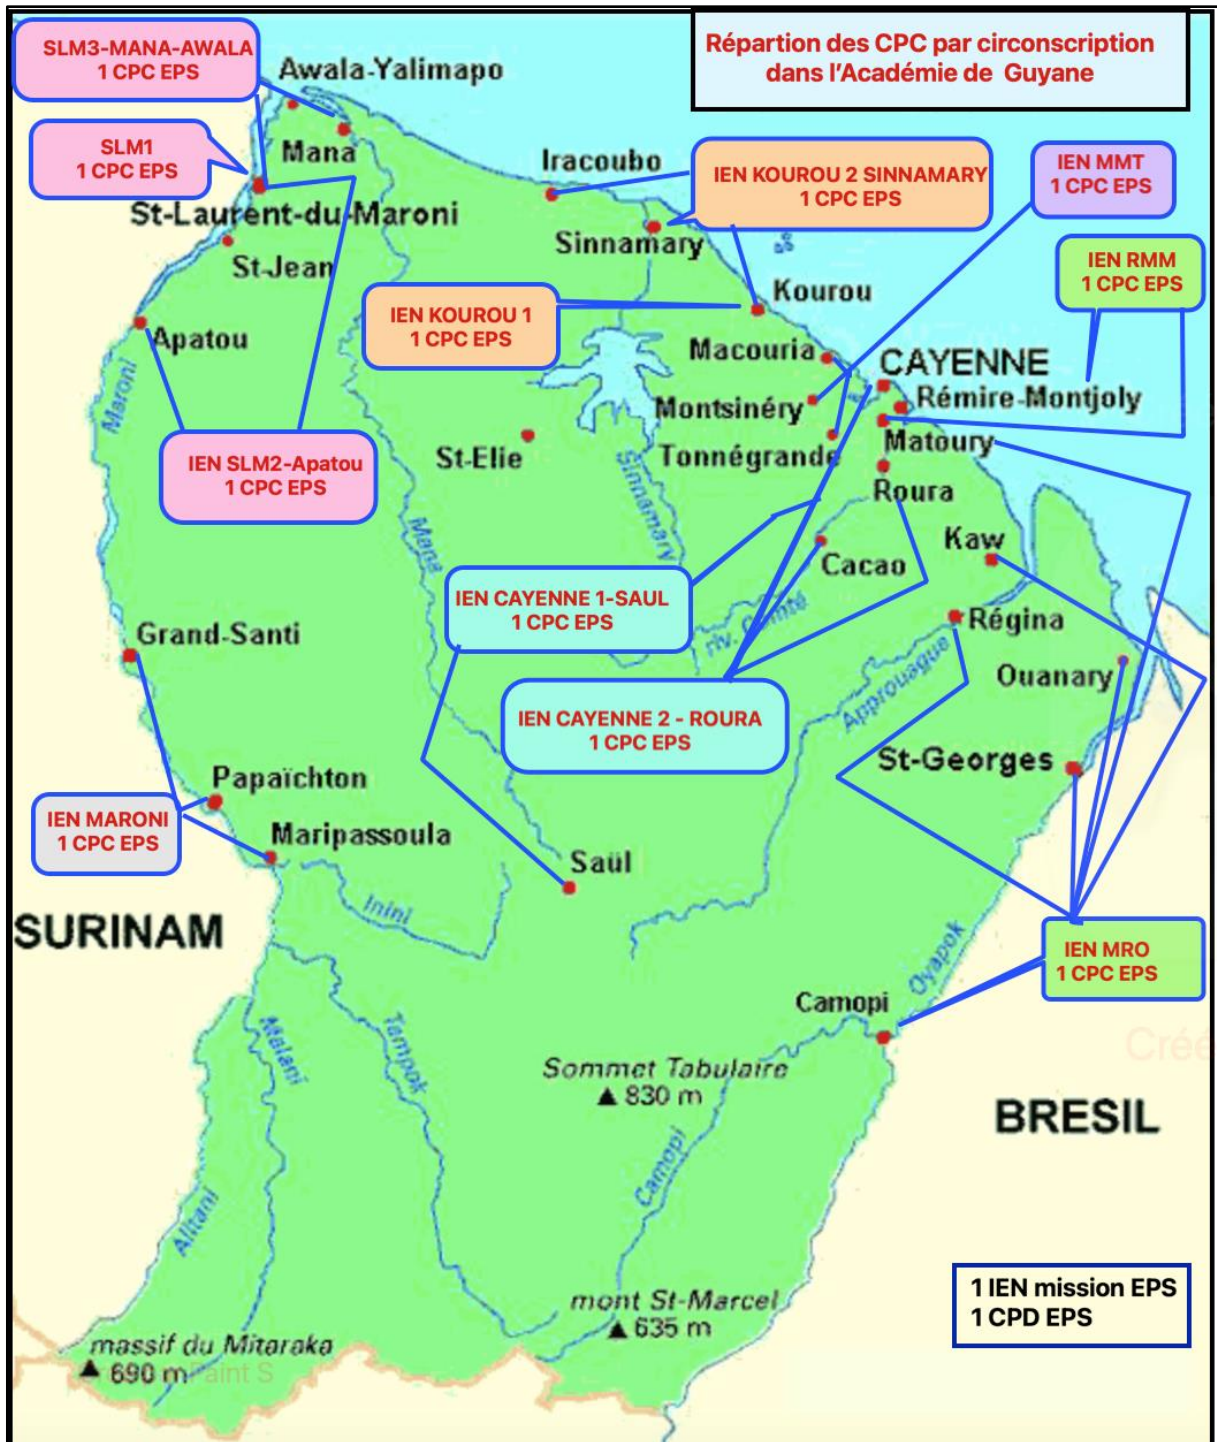 SLM3-MANA-AWALA
1 CPC EPS
Répartion des CPC par circonscription
dans l'Académie de Guyane
Awala-Yalimapo
SLM1
1 CPC EPS
Mana
Iracoubo
IEN KOUROU 2 SINNAMARY
1 CPC EPS
IEN MMT
1 CPC EPS
St-Laurent-du-Maroni
Sinnamary
St-Jean
IEN RMM
1 CPC EPS
Kourou
IEN KOUROU 1
1 CPC EPS
Apatou
Macouria
CAYENNE
Maroni
Montsinéry
Rémire-Montjoly
St-Elie
Tonnégrande
Matoury
IEN SLM2-Apatou
1 CPC EPS
Sinnamary
Roura
Mana
Kaw
Cacao
IEN CAYENNE 1-SAUL
1 CPC EPS
riv. Comté
Grand-Santi
Régina
Ouanary
Approuague
IEN CAYENNE 2 - ROURA
1 CPC EPS
St-Georges
Papaïchton
IEN MARONI
1 CPC EPS
Maripassoula
Saül
Inini
SURINAM
IEN MRO
1 CPC EPS
Oyapok
Camopi
Malani
Tampok
Créé
Sommet Tabulaire
830 m
BRESIL
Camopi
Alitani
1 IEN mission EPS
1 CPD EPS
mont St-Marcel
635 m
massif du Mitaraka
690 m
Paint S